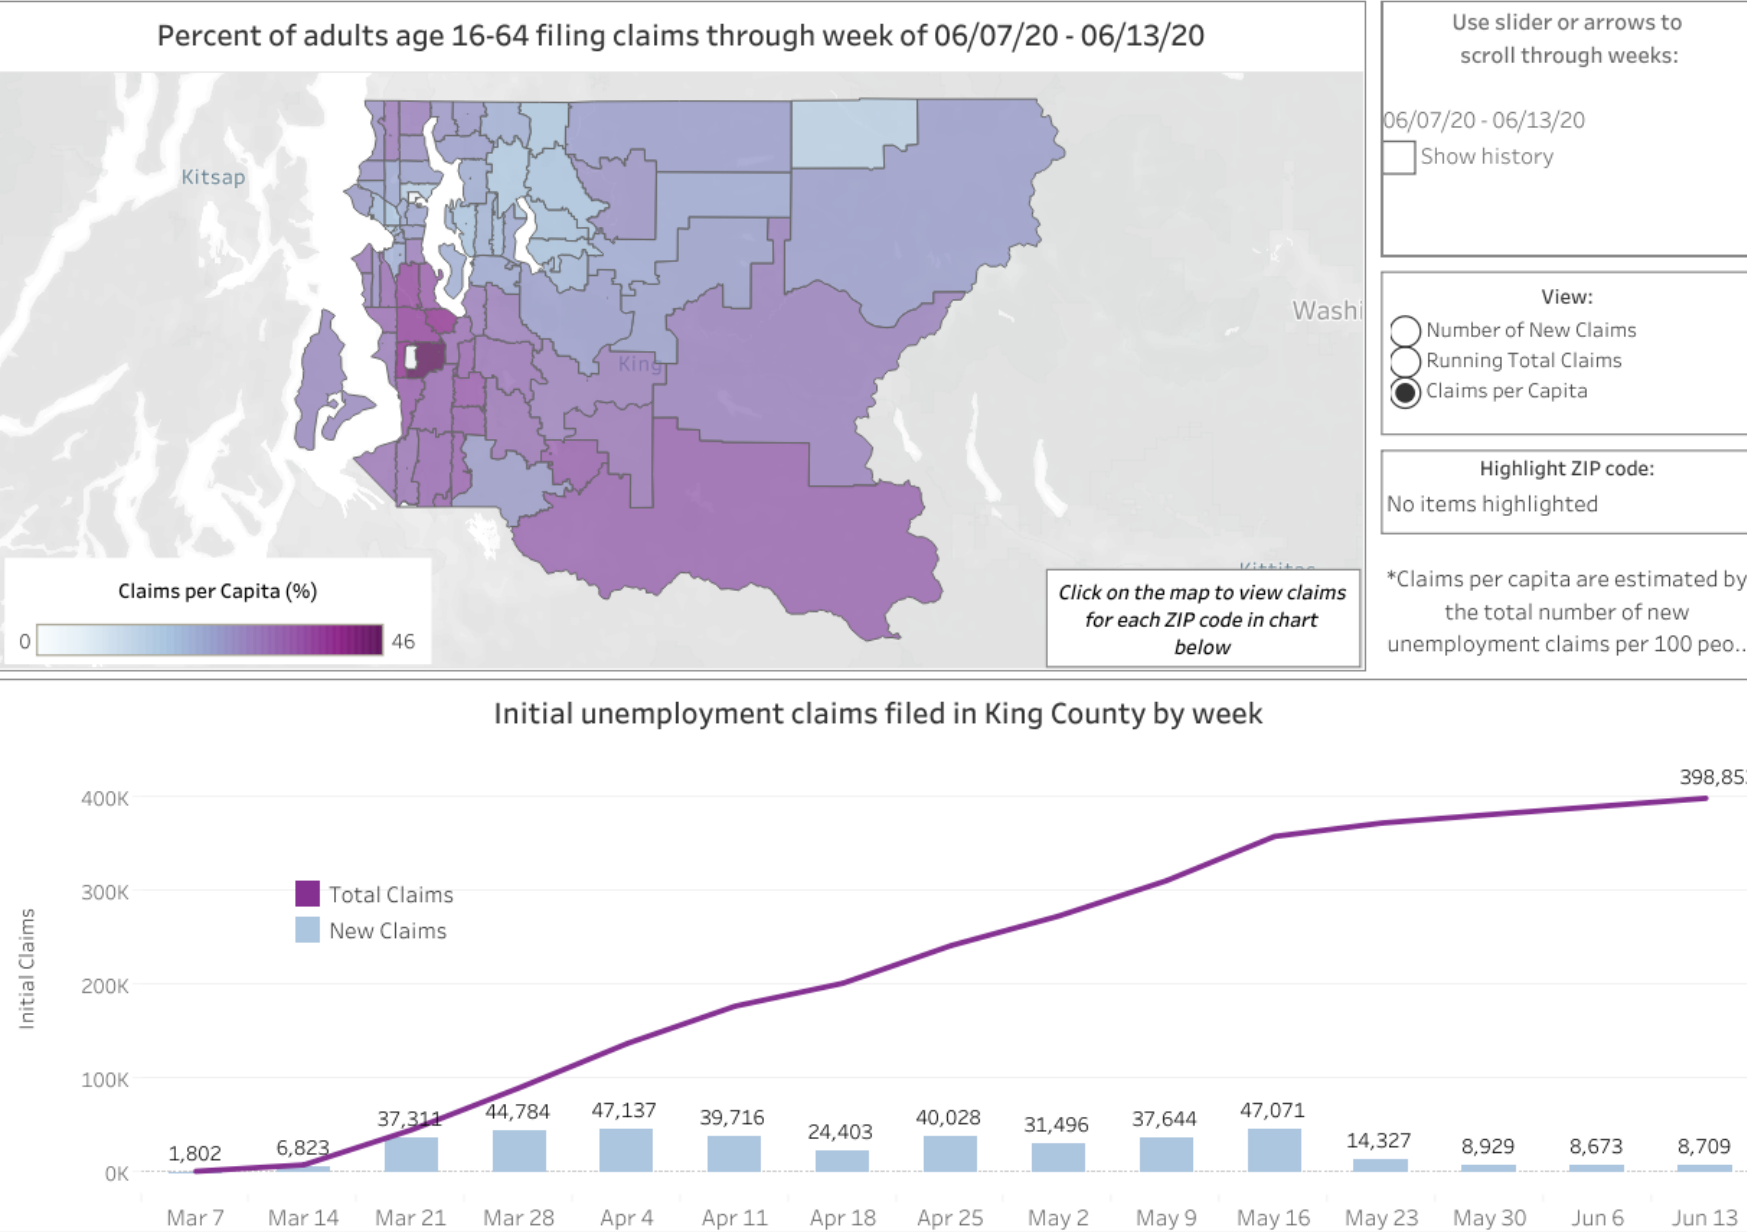 Percent of adults age 16-64 filing claims through week of 06/07/20 - 06/13/20
Kitsap
King
Claims per Capita (%)
0
46
Click on the map to view claims
for each ZIP code in chart
below
Use slider or arrows to
scroll through weeks:
06/07/20 - 06/13/20
Show history
View:
Number of New Claims
Running Total Claims
Claims per Capita
Highlight ZIP code:
No items highlighted
*Claims per capita are estimated by
the total number of new
unemployment claims per 100 peo..
Initial unemployment claims filed in King County by week
Initial Claims
400K
300K
200K
100K
0K
Total Claims
New Claims
1,802
6,823
37,311
44,784
47,137
39,716
24,403
40,028
31,496
37,644
47,071
14,327
8,929
8,673
8,709
Mar 7
Mar 14
Mar 21
Mar 28
Apr 4
Apr 11
Apr 18
Apr 25
May 2
May 9
May 16
May 23
May 30
Jun 6
Jun 13